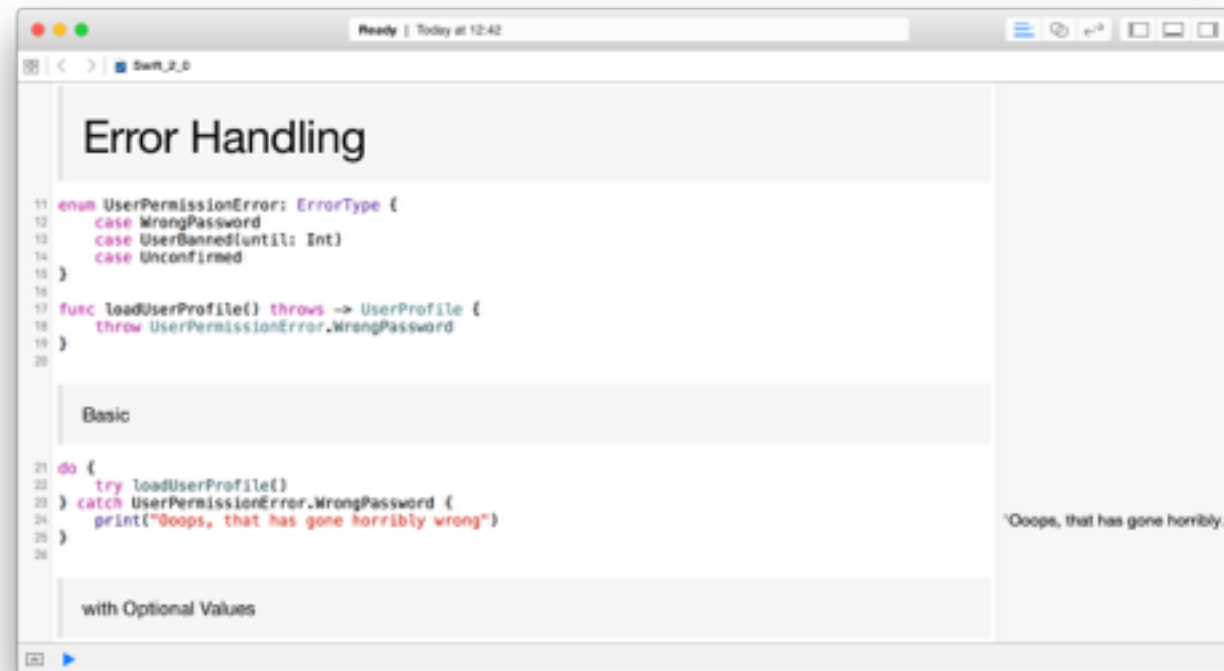 Ready | Today at 12:42
Swift_2_0
Error Handling
11 enum UserPermissionError: ErrorType {
12     case WrongPassword
13     case UserBanned(until: Int)
14     case Unconfirmed
15 }
16
17 func loadUserProfile() throws -> UserProfile {
18     throw UserPermissionError.WrongPassword
19 }
20
Basic
21 do {
22     try loadUserProfile()
23 } catch UserPermissionError.WrongPassword {
24     print("Ooops, that has gone horribly wrong")
25 }
26
"Ooops, that has gone horribly.
with Optional Values